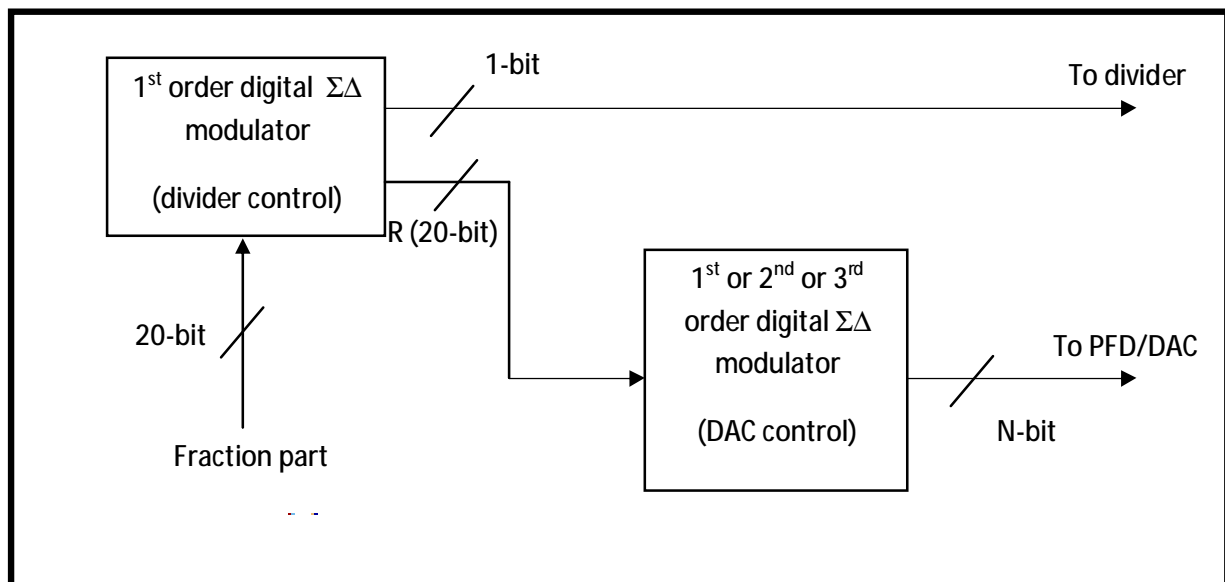 1st order digital ΣΔ
modulator
(divider control)
1-bit
To divider
R (20-bit)
20-bit
Fraction part
1st or 2nd or 3rd
order digital ΣΔ
modulator
(DAC control)
To PFD/DAC
N-bit